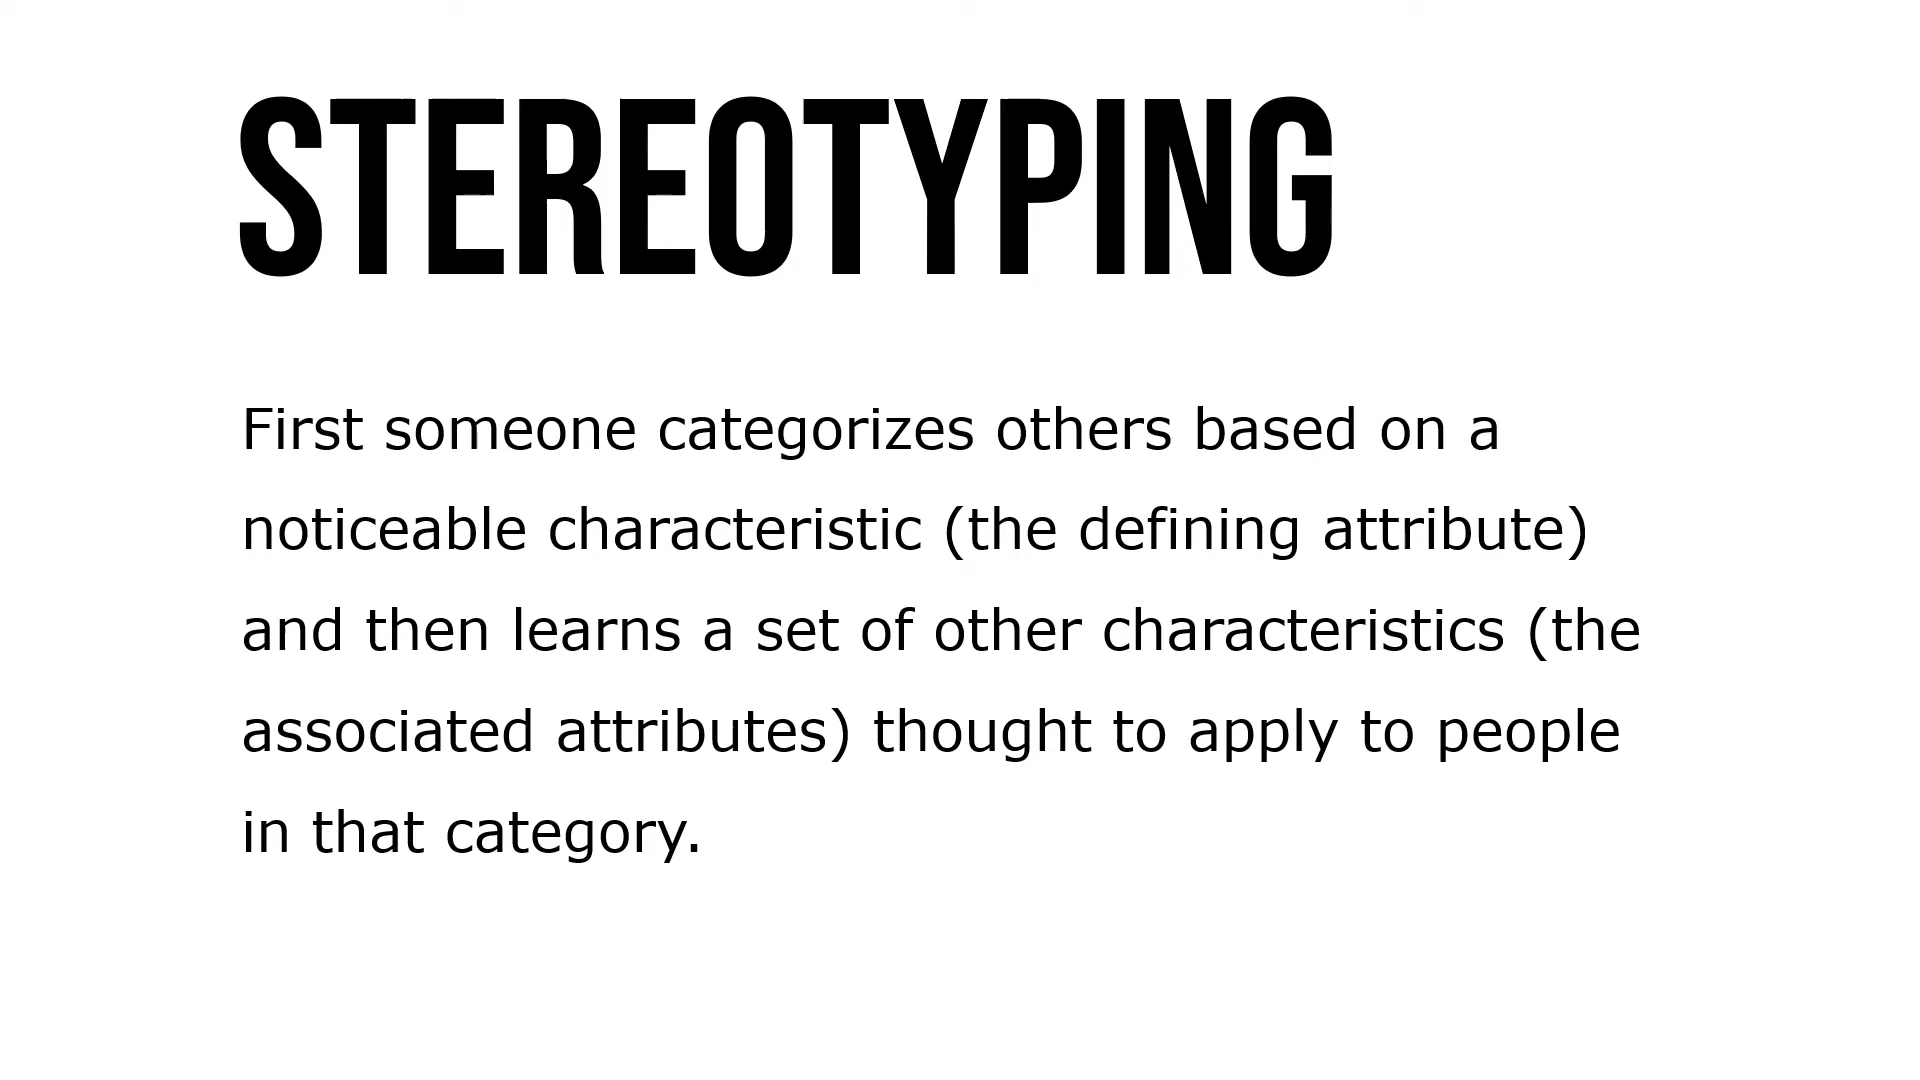 STEREOTYPING
First someone categorizes others based on a
noticeable characteristic (the defining attribute)
and then learns a set of other characteristics (the
associated attributes) thought to apply to people
in that category.